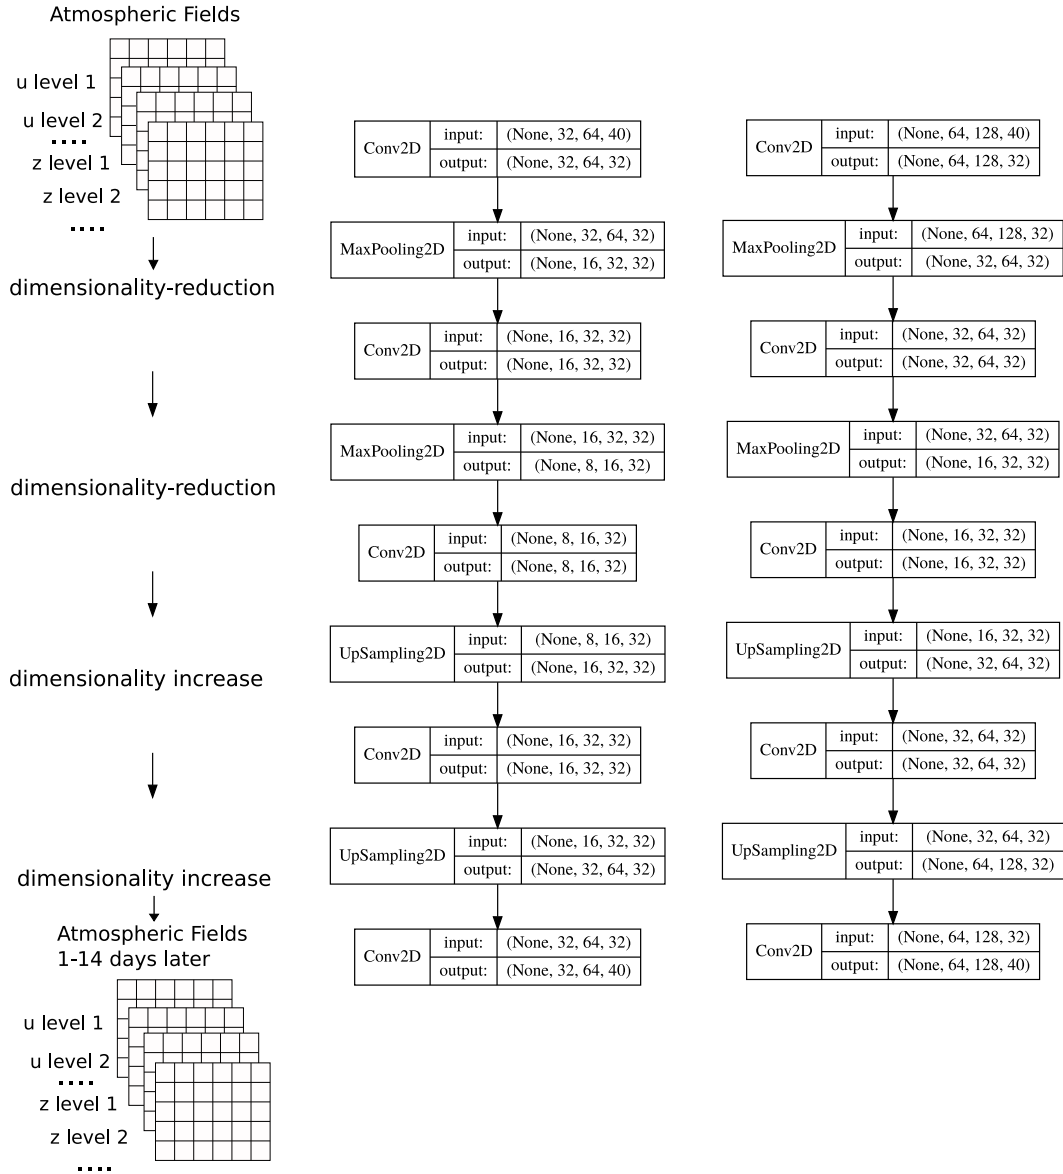 Atmospheric Fields
u level 1
u level 2
....
z level 1
z level 2
....
dimensionality-reduction
dimensionality-reduction
dimensionality increase
dimensionality increase
Atmospheric Fields
1-14 days later
u level 1
u level 2
....
z level 1
z level 2
....
Conv2D
input: (None, 32, 64, 40)
output: (None, 32, 64, 32)
MaxPooling2D
input: (None, 32, 64, 32)
output: (None, 16, 32, 32)
Conv2D
input: (None, 16, 32, 32)
output: (None, 16, 32, 32)
MaxPooling2D
input: (None, 16, 32, 32)
output: (None, 8, 16, 32)
Conv2D
input: (None, 8, 16, 32)
output: (None, 8, 16, 32)
UpSampling2D
input: (None, 8, 16, 32)
output: (None, 16, 32, 32)
Conv2D
input: (None, 16, 32, 32)
output: (None, 16, 32, 32)
UpSampling2D
input: (None, 16, 32, 32)
output: (None, 32, 64, 32)
Conv2D
input: (None, 32, 64, 32)
output: (None, 32, 64, 40)
Conv2D
input: (None, 64, 128, 40)
output: (None, 64, 128, 32)
MaxPooling2D
input: (None, 64, 128, 32)
output: (None, 32, 64, 32)
Conv2D
input: (None, 32, 64, 32)
output: (None, 32, 64, 32)
MaxPooling2D
input: (None, 32, 64, 32)
output: (None, 16, 32, 32)
Conv2D
input: (None, 16, 32, 32)
output: (None, 16, 32, 32)
UpSampling2D
input: (None, 16, 32, 32)
output: (None, 32, 64, 32)
Conv2D
input: (None, 32, 64, 32)
output: (None, 32, 64, 32)
UpSampling2D
input: (None, 32, 64, 32)
output: (None, 64, 128, 32)
Conv2D
input: (None, 64, 128, 32)
output: (None, 64, 128, 40)